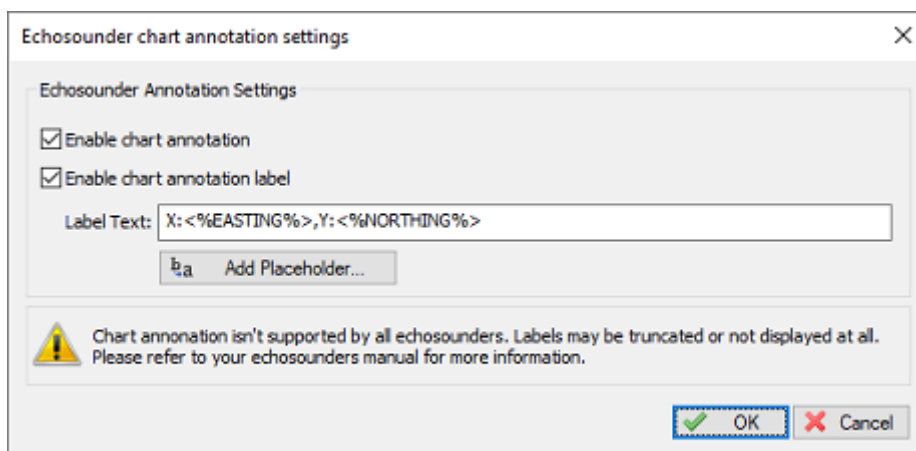 Echosounder chart annotation settings
Echosounder Annotation Settings
Enable chart annotation
Enable chart annotation label
Label Text: X:<%EASTING%>,Y:<%NORTHING%>
ba Add Placeholder...
Chart annonation isn't supported by all echosounders. Labels may be truncated or not displayed at all.
Please refer to your echosounders manual for more information.
OK Cancel